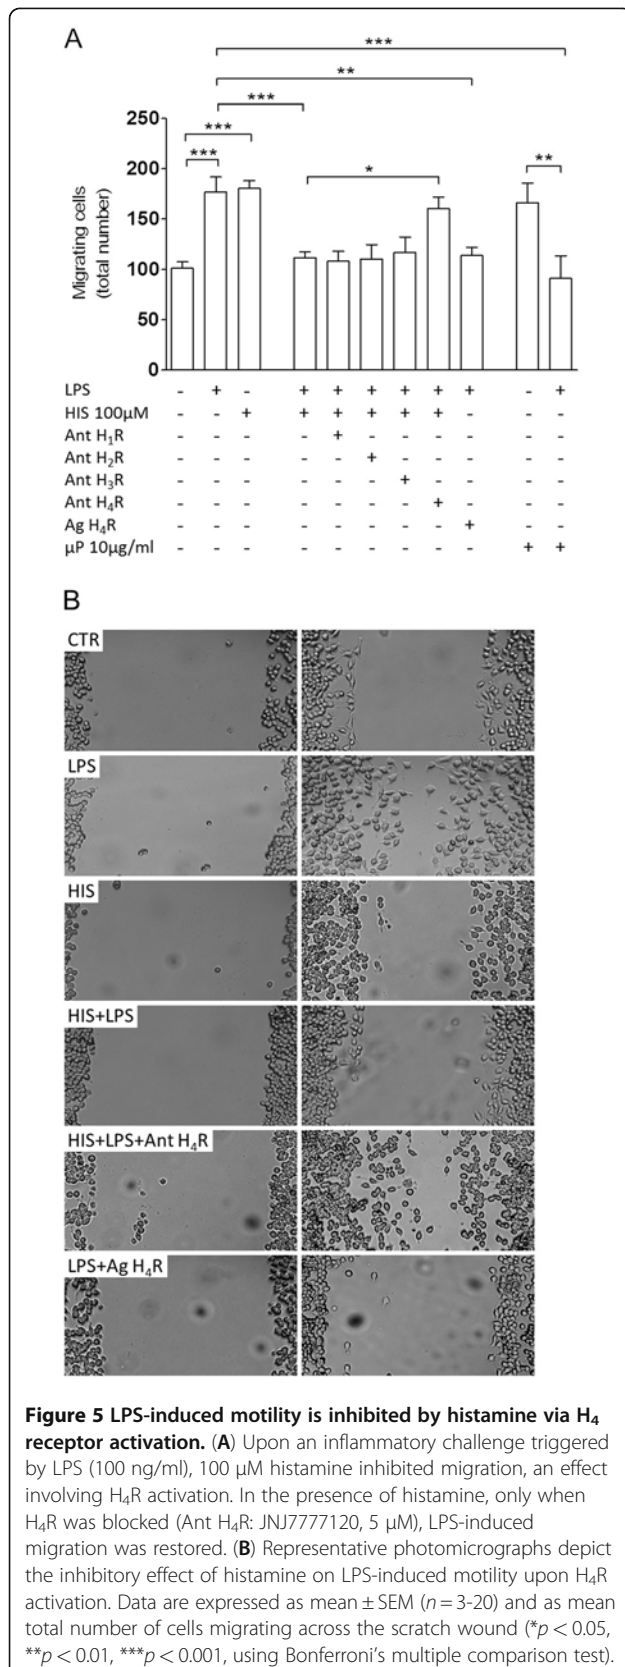 A
***
**
***
***
***
*
**
250
200
150
100
50
0
Migrating cells
(total number)
LPS - + - + + + + + + - +
HIS 100µM - - + + + + + + - - -
Ant H₁R - - - - + - - - - - -
Ant H₂R - - - - - + - - - - -
Ant H₃R - - - - - - + - - - -
Ant H₄R - - - - - - - + - - -
Ag H₄R - - - - - - - - + - -
µP 10µg/ml - - - - - - - - - + +
B
CTR
LPS
HIS
HIS+LPS
HIS+LPS+Ant H₄R
LPS+Ag H₄R
Figure 5 LPS-induced motility is inhibited by histamine via H₄
receptor activation. (A) Upon an inflammatory challenge triggered
by LPS (100 ng/ml), 100 µM histamine inhibited migration, an effect
involving H₄R activation. In the presence of histamine, only when
H₄R was blocked (Ant H₄R: JNJ7777120, 5 µM), LPS-induced
migration was restored. (B) Representative photomicrographs depict
the inhibitory effect of histamine on LPS-induced motility upon H₄R
activation. Data are expressed as mean ± SEM (n = 3-20) and as mean
total number of cells migrating across the scratch wound (*p < 0.05,
**p < 0.01, ***p < 0.001, using Bonferroni's multiple comparison test).